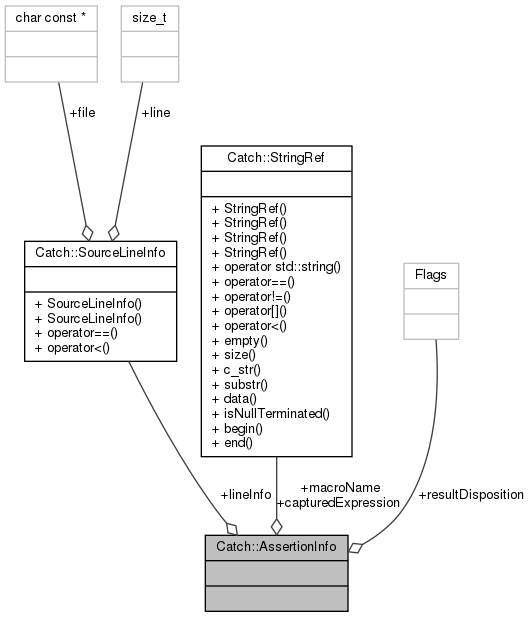 char const *
size_t
+file
+line
Catch::StringRef
+ StringRef()
+ StringRef()
+ StringRef()
+ StringRef()
+ operator std::string()
+ operator==()
+ operator!=()
+ operator[]()
+ operator<()
+ empty()
+ size()
+ c_str()
+ substr()
+ data()
+ isNullTerminated()
+ begin()
+ end()
Catch::SourceLineInfo
+ SourceLineInfo()
+ SourceLineInfo()
+ operator==()
+ operator<()
Flags
+lineInfo
+macroName
+capturedExpression
+resultDisposition
Catch::AssertionInfo